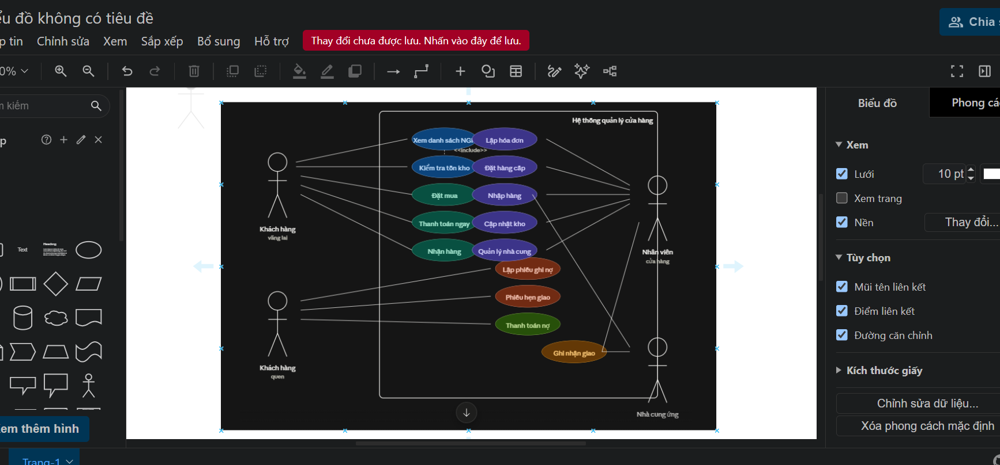 ểu đồ không có tiêu đề
Chia
p tin Chỉnh sửa Xem Sắp xếp Bổ sung Hỗ trợ
Thay đổi chưa được lưu. Nhấn vào đây để lưu.
0%
m kiếm
p
Text
Heading
em thêm hình
Trang-1
Hệ thống quản lý cửa hàng
Xem danh sách NGK
Lập hóa đơn
<<include>>
Kiểm tra tồn kho
Đặt hàng cấp
Đặt mua
Nhập hàng
Thanh toán ngay
Cập nhật kho
Nhận hàng
Quản lý nhà cung
Lập phiếu ghi nợ
Phiếu hẹn giao
Thanh toán nợ
Ghi nhận giao
Khách hàng
vãng lai
Khách hàng
quen
Nhân viên
cửa hàng
Nhà cung ứng
Biểu đồ
Phong cá
Xem
Lưới
10 pt
Xem trang
Nền
Thay đổi...
Tùy chọn
Mũi tên liên kết
Điểm liên kết
Đường căn chỉnh
Kích thước giấy
Chỉnh sửa dữ liệu...
Xóa phong cách mặc định